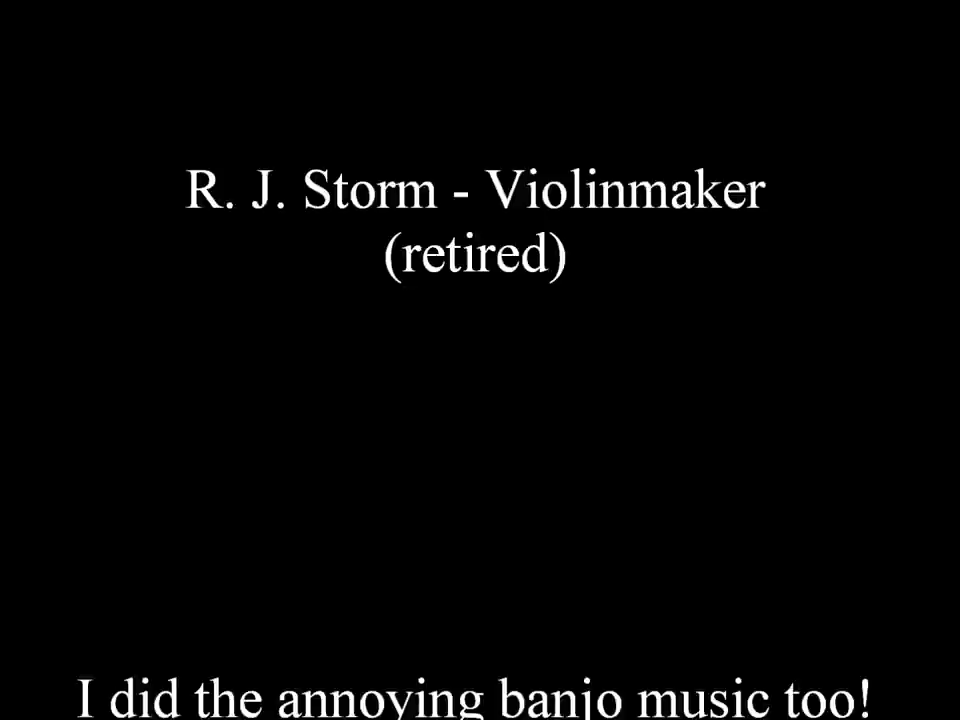 R. J. Storm - Violinmaker
(retired)
I did the annoying banjo music too!